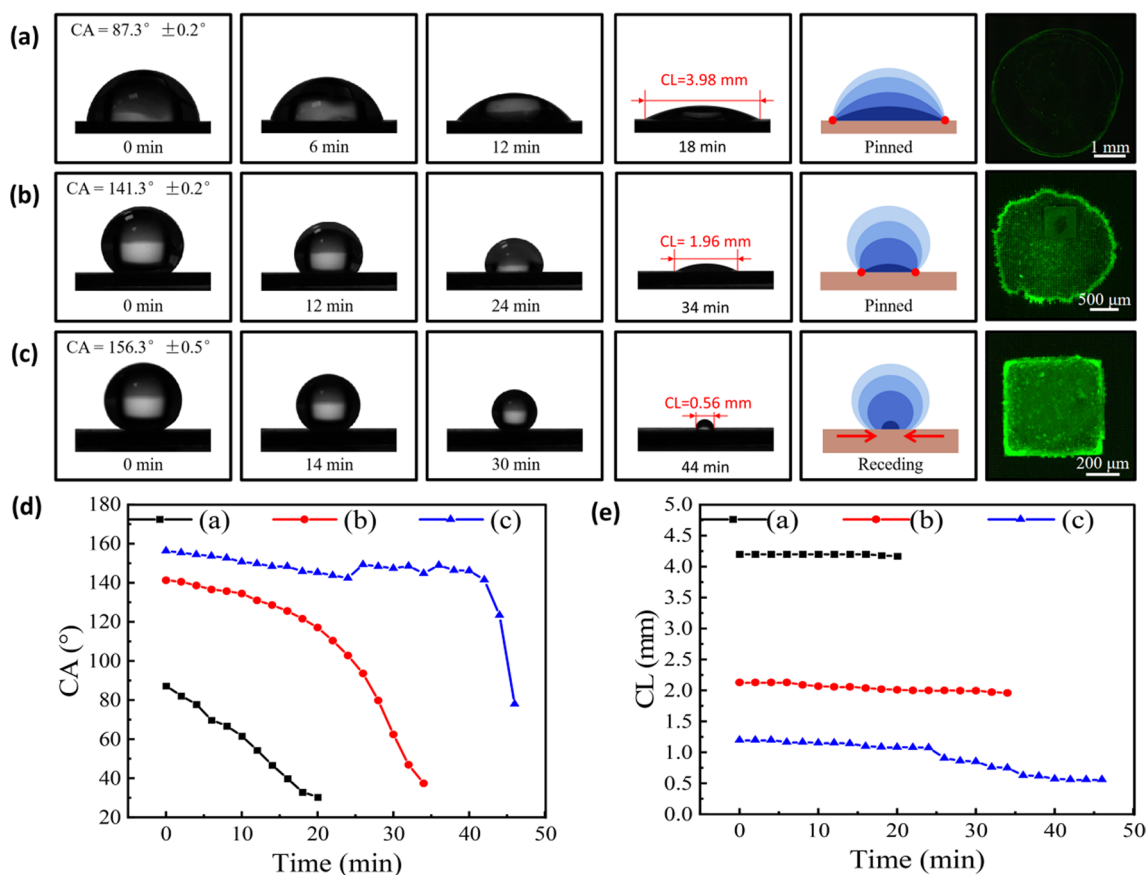 (a)
CA = 87.3° ±0.2°
0 min
6 min
12 min
CL=3.98 mm
18 min
Pinned
1 mm
(b)
CA = 141.3° ±0.2°
0 min
12 min
24 min
CL= 1.96 mm
34 min
Pinned
500 μm
(c)
CA = 156.3° ±0.5°
0 min
14 min
30 min
CL=0.56 mm
44 min
Receding
200 μm
(d)
(a) (b) (c)
180
160
140
120
100
80
60
40
20
CA (°)
0 10 20 30 40 50
Time (min)
(e)
(a) (b) (c)
5.0
4.5
4.0
3.5
3.0
2.5
2.0
1.5
1.0
0.5
0.0
CL (mm)
0 10 20 30 40 50
Time (min)